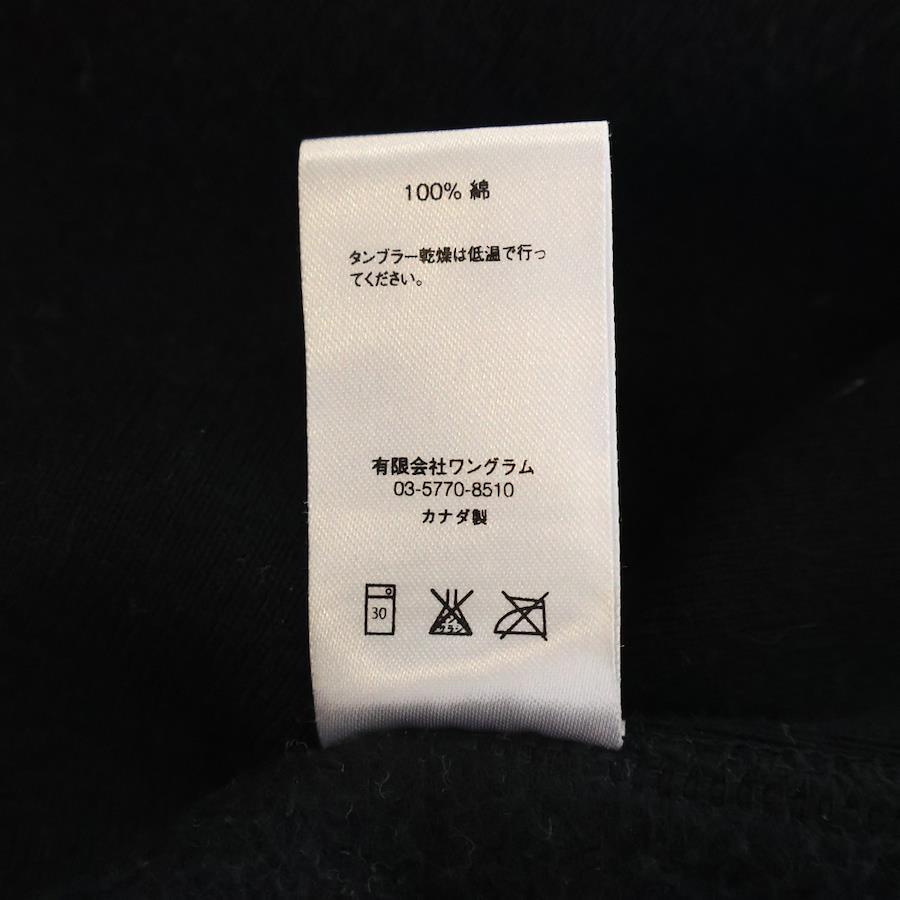 100% 綿
タンブラー乾燥は低温で行っ
てください。
有限会社ワングラム
03-5770-8510
カナダ製
30